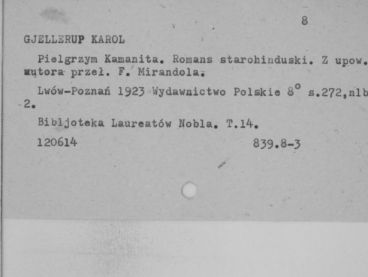 8
GJELLERUP KAROL
Pielgrzym Kamanita. Romans starohinduski. Z upow.
autora przeł. F. Mirandola.
Lwów-Poznań 1923 Wydawnictwo Polskie 8° s.272,nlb
2.
Bibljoteka Laureatów Nobla. T.14.
120614 839.8-3